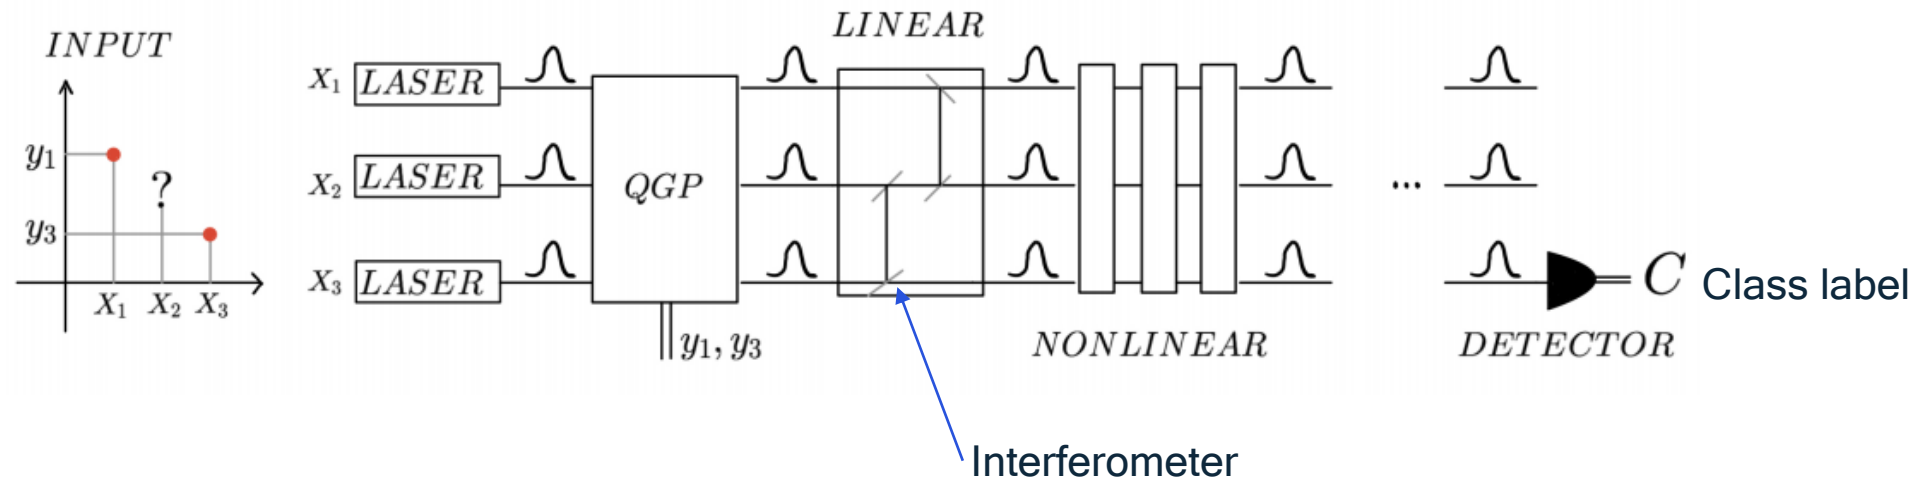 INPUT
y1
?
y3
X1 X2 X3
X1 LASER
X2 LASER
X3 LASER
QGP
y1, y3
LINEAR
Interferometer
NONLINEAR
...
C Class label
DETECTOR